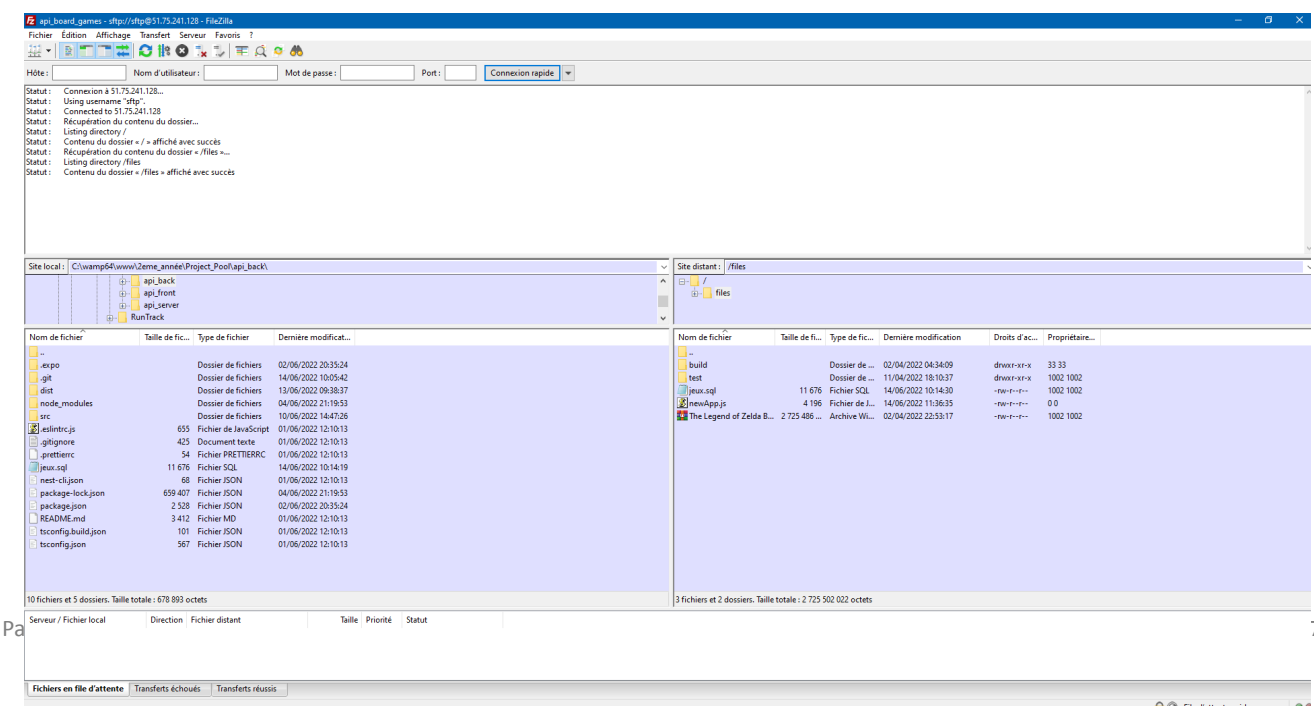 api_board_games - sftp://sftp@51.75.241.128 - FileZilla
Fichier Édition Affichage Transfert Serveur Favoris ?
Hôte : Nom d'utilisateur : Mot de passe : Port : Connexion rapide
Statut : Connexion à 51.75.241.128...
Statut : Using username "sftp".
Statut : Connected to 51.75.241.128
Statut : Récupération du contenu du dossier...
Statut : Listing directory /
Statut : Contenu du dossier « / » affiché avec succès
Statut : Récupération du contenu du dossier « /files »...
Statut : Listing directory /files
Statut : Contenu du dossier « /files » affiché avec succès
Site local : C:\wamp64\www\2eme_année\Project_Pool\api_back\
api_back
api_front
api_server
RunTrack
Site distant : /files
/
files
Nom de fichier Taille de fic... Type de fichier Dernière modificat...
..
.expo Dossier de fichiers 02/06/2022 20:35:24
.git Dossier de fichiers 14/06/2022 10:05:42
dist Dossier de fichiers 13/06/2022 09:38:37
node_modules Dossier de fichiers 04/06/2022 21:19:53
src Dossier de fichiers 10/06/2022 14:47:26
.eslintrc.js 655 Fichier de JavaScript 01/06/2022 12:10:13
.gitignore 425 Document texte 01/06/2022 12:10:13
.prettierrc 54 Fichier PRETTIERRC 01/06/2022 12:10:13
jeux.sql 11 676 Fichier SQL 14/06/2022 10:14:19
nest-cli.json 68 Fichier JSON 01/06/2022 12:10:13
package-lock.json 659 407 Fichier JSON 04/06/2022 21:19:53
package.json 2 528 Fichier JSON 02/06/2022 20:35:24
README.md 3 412 Fichier MD 01/06/2022 12:10:13
tsconfig.build.json 101 Fichier JSON 01/06/2022 12:10:13
tsconfig.json 567 Fichier JSON 01/06/2022 12:10:13
10 fichiers et 5 dossiers. Taille totale : 678 893 octets
Nom de fichier Taille de fi... Type de fic... Dernière modification Droits d'ac... Propriétaire...
..
build Dossier de ... 02/04/2022 04:34:09 drwxr-xr-x 33 33
test Dossier de ... 11/04/2022 18:10:37 drwxr-xr-x 1002 1002
jeux.sql 11 676 Fichier SQL 14/06/2022 10:14:30 -rw-r--r-- 1002 1002
newApp.js 4 196 Fichier de J... 14/06/2022 11:36:35 -rw-r--r-- 0 0
The Legend of Zelda B... 2 725 486 ... Archive Wi... 02/04/2022 22:53:17 -rw-r--r-- 1002 1002
3 fichiers et 2 dossiers. Taille totale : 2 725 502 022 octets
Serveur / Fichier local Direction Fichier distant Taille Priorité Statut
Pa
Fichiers en file d'attente Transferts échoués Transferts réussis